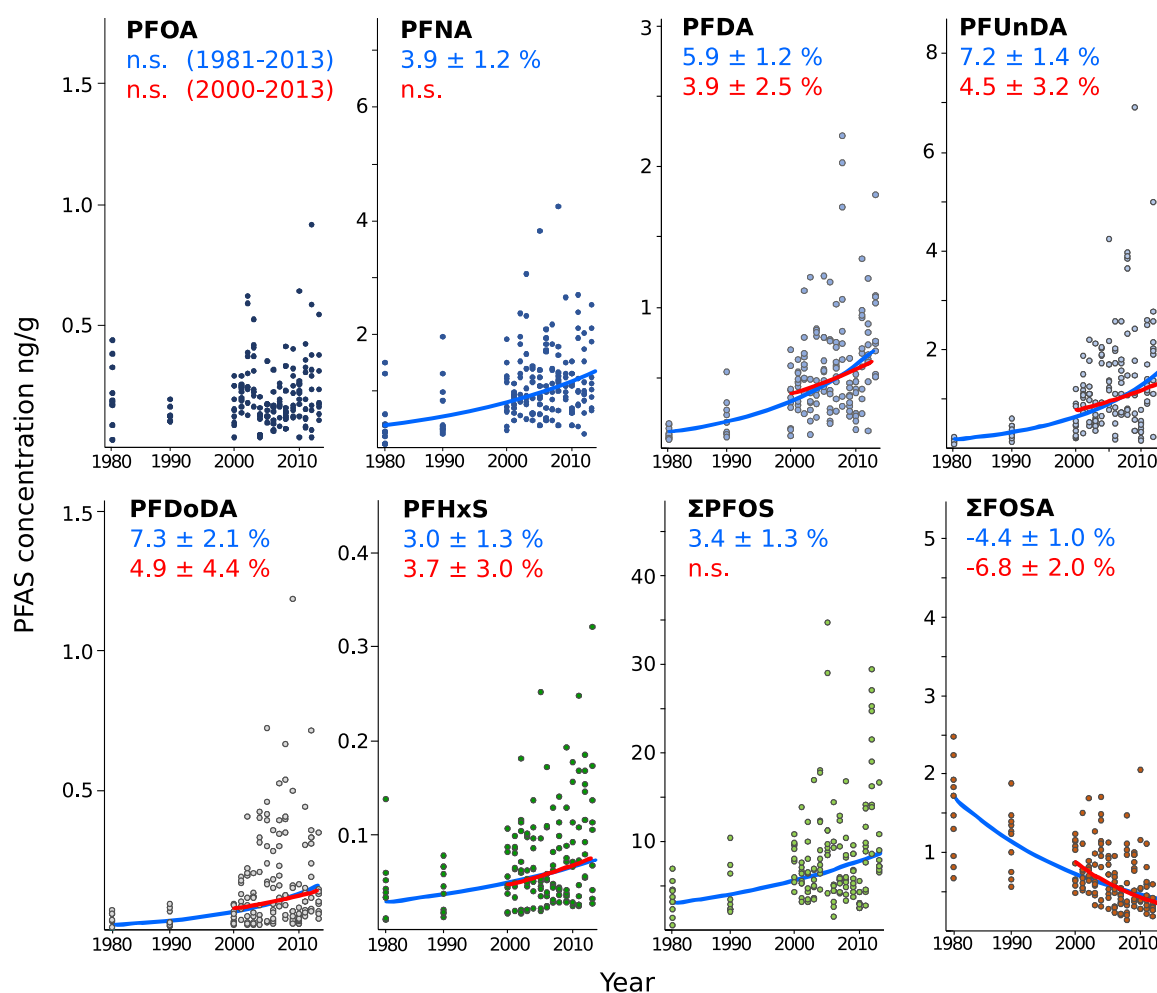 PFOA
n.s. (1981-2013)
n.s. (2000-2013)
1.5
1.0
0.5
1980 1990 2000 2010
PFNA
3.9 ± 1.2 %
n.s.
6
4
2
1980 1990 2000 2010
PFDA
5.9 ± 1.2 %
3.9 ± 2.5 %
3
2
1
1980 1990 2000 2010
PFUnDA
7.2 ± 1.4 %
4.5 ± 3.2 %
8
6
4
2
1980 1990 2000 2010
PFAS concentration ng/g
PFDoDA
7.3 ± 2.1 %
4.9 ± 4.4 %
1.5
1.0
0.5
1980 1990 2000 2010
PFHxS
3.0 ± 1.3 %
3.7 ± 3.0 %
0.4
0.3
0.2
0.1
1980 1990 2000 2010
ΣPFOS
3.4 ± 1.3 %
n.s.
40
30
20
10
1980 1990 2000 2010
ΣFOSA
-4.4 ± 1.0 %
-6.8 ± 2.0 %
5
4
3
2
1
1980 1990 2000 2010
Year